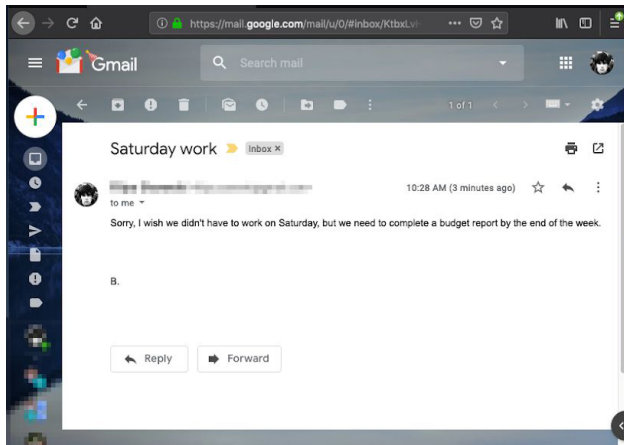 https://mail.google.com/mail/u/0/#inbox/KtbxLvH
Gmail
Search mail
1 of 1
Saturday work
Inbox ×
10:28 AM (3 minutes ago)
to me
Sorry, I wish we didn't have to work on Saturday, but we need to complete a budget report by the end of the week.
B.
Reply
Forward